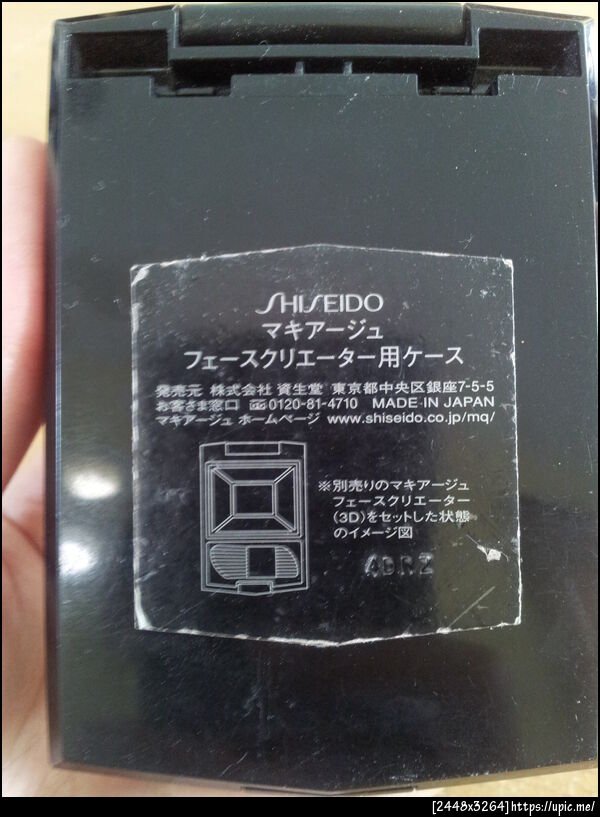 SHISEIDO
マキアージュ
フェースクリエーター用ケース
発売元 株式会社 資生堂 東京都中央区銀座7-5-5
お客さま窓口 0120-81-4710 MADE IN JAPAN
マキアージュ ホームページ www.shiseido.co.jp/mq/
※別売りのマキアージュ
フェースクリエーター
(3D)をセットした状態
のイメージ図
[2448x3264]https://upic.me/